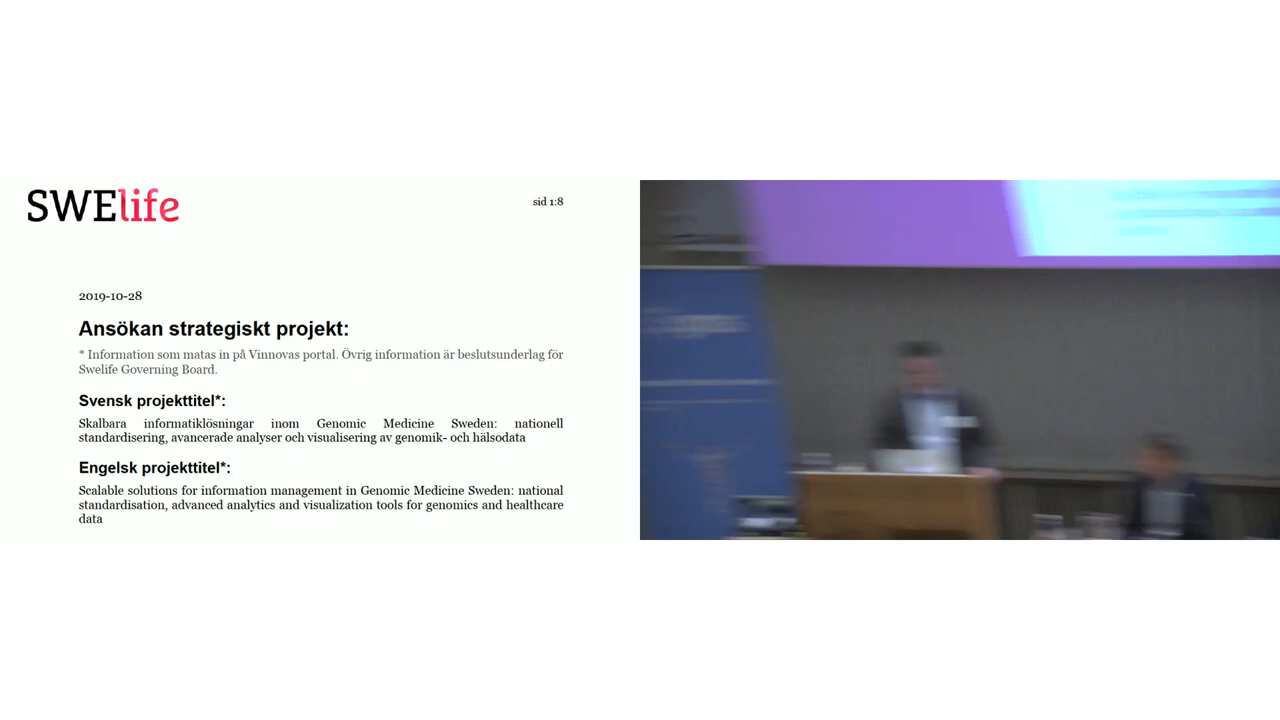 SWElife
sid 1:8
2019-10-28
Ansökan strategiskt projekt:
* Information som matas in på Vinnovas portal. Övrig information är beslutsunderlag för
Swelife Governing Board.
Svensk projekttitel*:
Skalbara informatiklösningar inom Genomic Medicine Sweden: nationell
standardisering, avancerade analyser och visualisering av genomik- och hälsodata
Engelsk projekttitel*:
Scalable solutions for information management in Genomic Medicine Sweden: national
standardisation, advanced analytics and visualization tools for genomics and healthcare
data